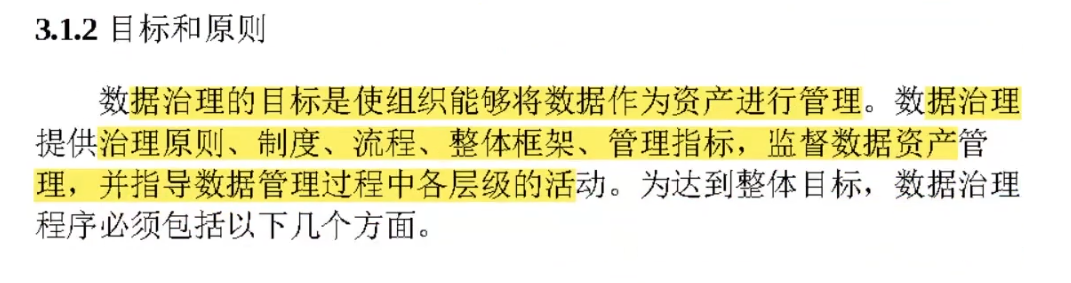 3.1.2 目标和原则
数据治理的目标是使组织能够将数据作为资产进行管理。数据治理
提供治理原则、制度、流程、整体框架、管理指标，监督数据资产管
理，并指导数据管理过程中各层级的活动。为达到整体目标，数据治理
程序必须包括以下几个方面。